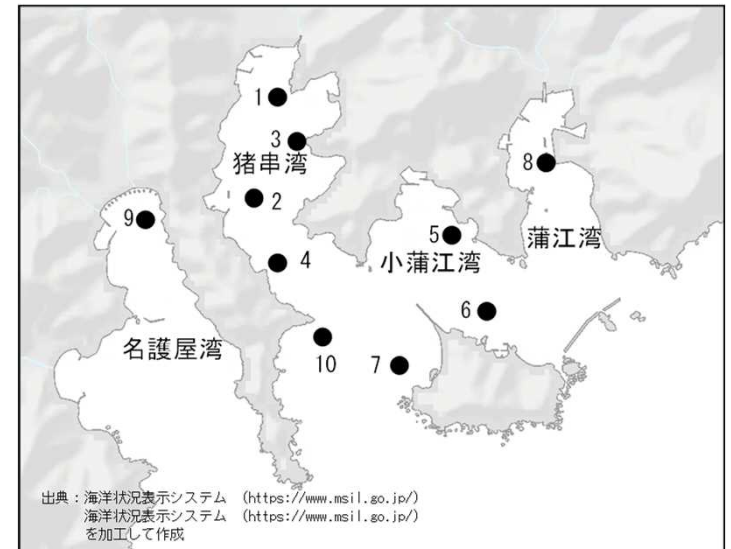 1
3
猪串湾
8
2
9
5
蒲江湾
4
小蒲江湾
6
名護屋湾
10
7
出典：海洋状況表示システム （https://www.msil.go.jp/）
海洋状況表示システム （https://www.msil.go.jp/）
を加工して作成